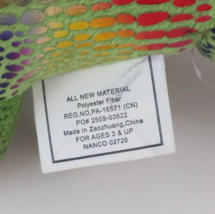 ALL NEW MATERIAL
Polyester Fiber
REG.NO.PA-16571 (CN)
PO# 2509-03622
Made in Zaozhuang,China
FOR AGES 3 & UP
NANCO 02720